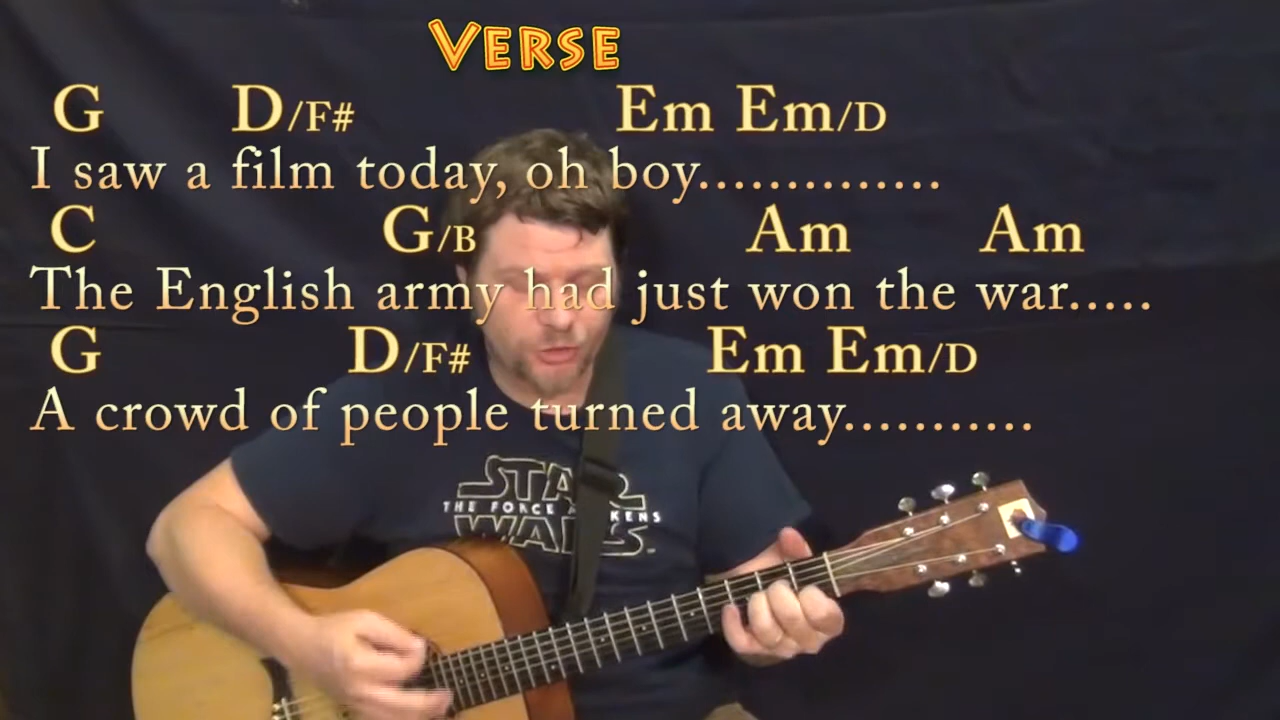 VERSE
G D/F# Em Em/D
I saw a film today, oh boy..............
C G/B Am Am
The English army had just won the war.....
G D/F# Em Em/D
A crowd of people turned away...........
STAR
THE FORCE AWAKENS
WARS